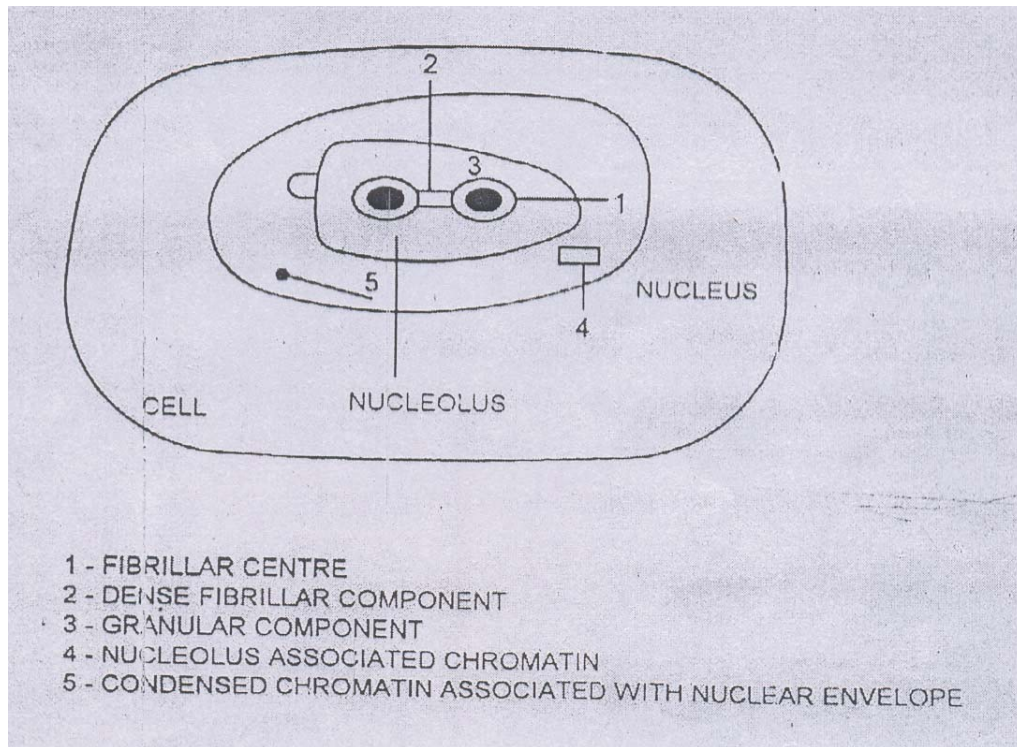 2
3
1
5
NUCLEUS
4
CELL
NUCLEOLUS
1 - FIBRILLAR CENTRE
2 - DENSE FIBRILLAR COMPONENT
3 - GRANULAR COMPONENT
4 - NUCLEOLUS ASSOCIATED CHROMATIN
5 - CONDENSED CHROMATIN ASSOCIATED WITH NUCLEAR ENVELOPE